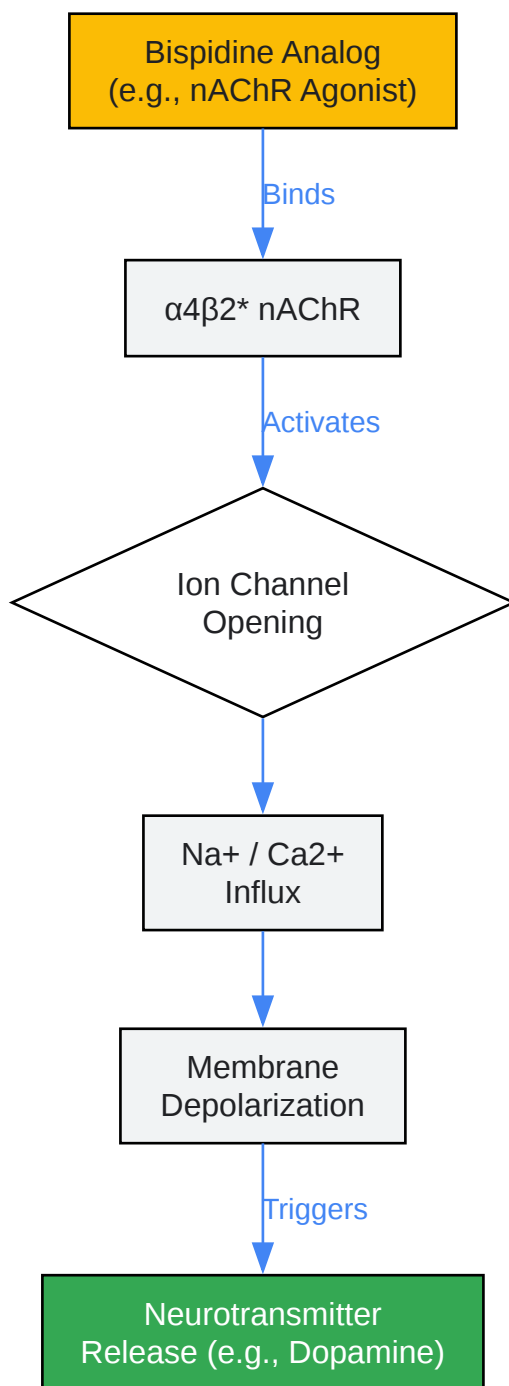 Bispidine Analog
(e.g., nAChR Agonist)
Binds
α4β2* nAChR
Activates
Ion Channel
Opening
Na+ / Ca2+
Influx
Membrane
Depolarization
Triggers
Neurotransmitter
Release (e.g., Dopamine)